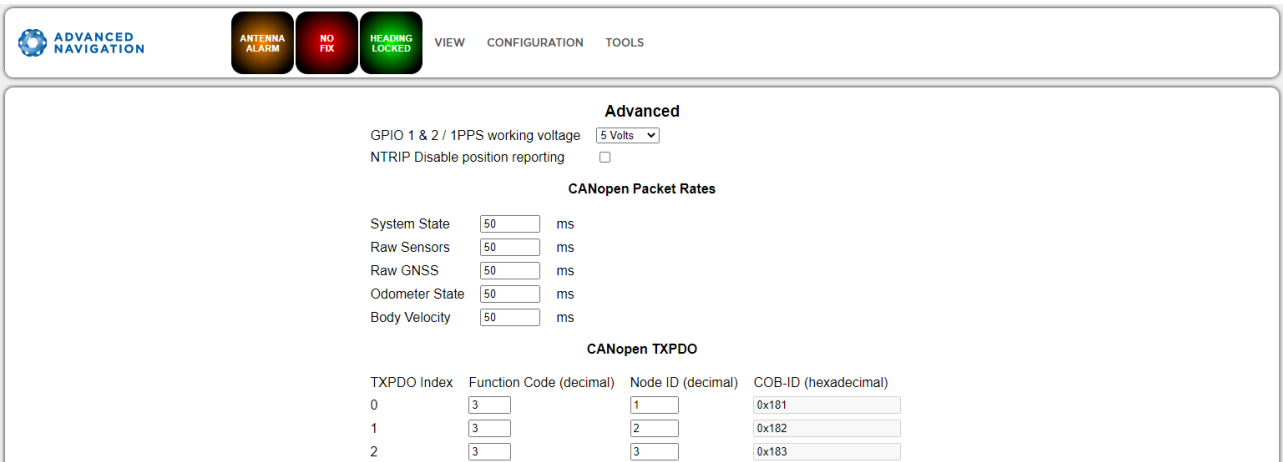 ADVANCED NAVIGATION
ANTENNA ALARM
NO FIX
HEADING LOCKED
VIEW CONFIGURATION TOOLS
Advanced
GPIO 1 & 2 / 1PPS working voltage 5 Volts
NTRIP Disable position reporting
CANopen Packet Rates
System State 50 ms
Raw Sensors 50 ms
Raw GNSS 50 ms
Odometer State 50 ms
Body Velocity 50 ms
CANopen TXPDO
TXPDO Index Function Code (decimal) Node ID (decimal) COB-ID (hexadecimal)
0 3 1 0x181
1 3 2 0x182
2 3 3 0x183